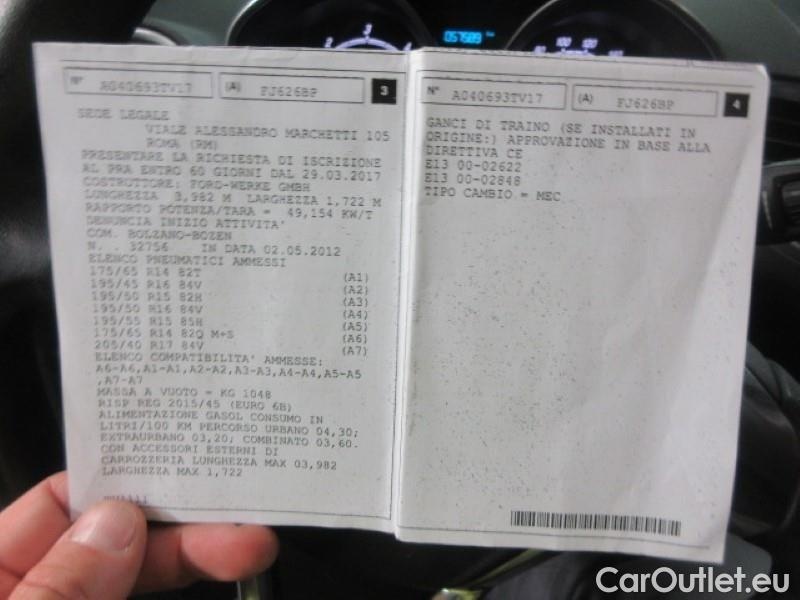 057589 km
2 3 4
80 100 120
N° A040693TV17 (A) FJ626BP 3
SEDE LEGALE
VIALE ALESSANDRO MARCHETTI 105
ROMA (RM)
PRESENTARE LA RICHIESTA DI ISCRIZIONE
AL PRA ENTRO 60 GIORNI DAL 29.03.2017
COSTRUTTORE: FORD-WERKE GMBH
LUNGHEZZA 3,982 M LARGHEZZA 1,722 M
RAPPORTO POTENZA/TARA = 49,154 KW/T
DENUNCIA INIZIO ATTIVITA'
COM. BOLZANO-BOZEN
N. . 32756 IN DATA 02.05.2012
ELENCO PNEUMATICI AMMESSI
175/65 R14 82T (A1)
195/45 R16 84V (A2)
195/50 R15 82H (A3)
195/50 R16 84V (A4)
195/55 R15 85H (A5)
175/65 R14 82Q M+S (A6)
205/40 R17 84V (A7)
ELENCO COMPATIBILITA' AMMESSE:
A6-A6,A1-A1,A2-A2,A3-A3,A4-A4,A5-A5
,A7-A7
MASSA A VUOTO = KG 1048
RISP REG 2015/45 (EURO 6B)
ALIMENTAZIONE GASOL CONSUMO IN
LITRI/100 KM PERCORSO URBANO 04,30;
EXTRAURBANO 03,20; COMBINATO 03,60.
CON ACCESSORI ESTERNI DI
CARROZZERIA LUNGHEZZA MAX 03,982
LARGHEZZA MAX 1,722
N° A040693TV17 (A) FJ626BP 4
GANCI DI TRAINO (SE INSTALLATI IN
ORIGINE:) APPROVAZIONE IN BASE ALLA
DIRETTIVA CE
E13 00-02622
E13 00-02848
TIPO CAMBIO = MEC
CarOutlet.eu